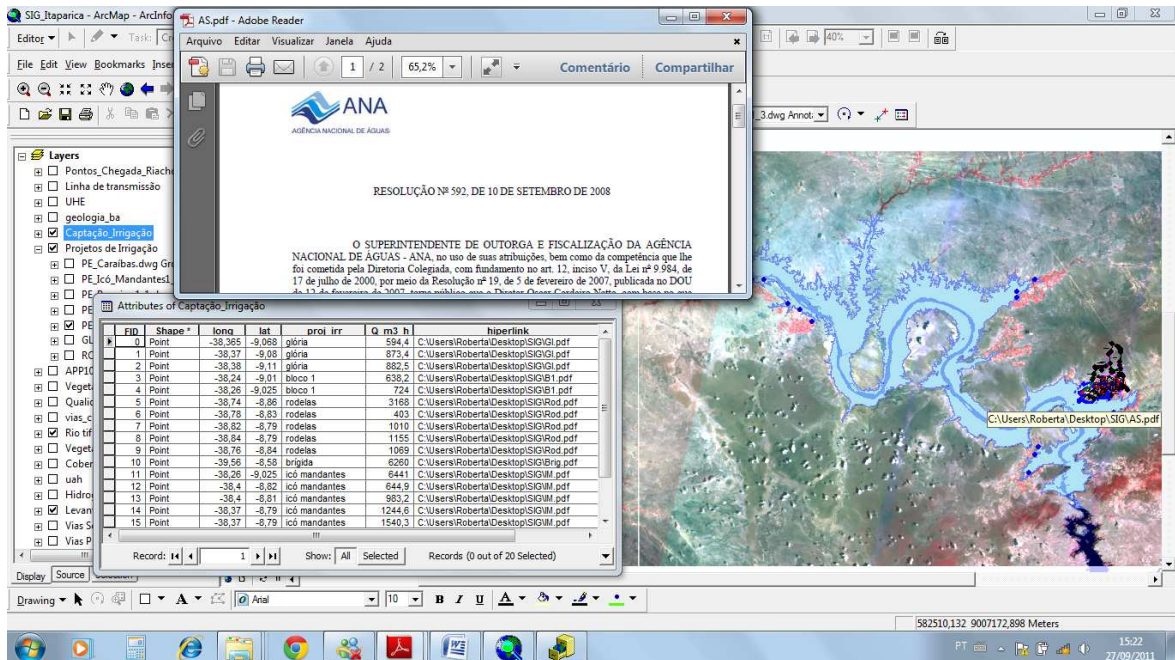 SIG_Itaparica - ArcMap - ArcInfo
Editor Task:
File Edit View Bookmarks
40%
_3.dwg Annot:
AS.pdf - Adobe Reader
Arquivo Editar Visualizar Janela Ajuda
1 / 2 65,2% Comentário Compartilhar
ANA
AGÊNCIA NACIONAL DE ÁGUAS
RESOLUÇÃO Nº 592, DE 10 DE SETEMBRO DE 2008
O SUPERINTENDENTE DE OUTORGA E FISCALIZAÇÃO DA AGÊNCIA
NACIONAL DE ÁGUAS - ANA, no uso de suas atribuições, bem como da competência que lhe
foi cometida pela Diretoria Colegiada, com fundamento no art. 12, inciso V, da Lei nº 9.984, de
17 de julho de 2000, por meio da Resolução nº 19, de 5 de fevereiro de 2007, publicada no DOU
Layers
Pontos_Chegada_Riacho
Linha de transmissão
UHE
geologia_ba
Captação_Irrigação
Projetos de Irrigação
PE_Caraíbas.dwg
PE_Icó_Mandantes1
PE
PE
GL
RO
uah
Rio tif
Vias
Vias P
Attributes of Captação_Irrigação
FID Shape * long lat proj_irr Q_m3_h hiperlink
0 Point -38,365 -9,068 glória 594,4 C:\Users\Roberta\Desktop\SIG\Gl.pdf
1 Point -38,37 -9,08 glória 873,4 C:\Users\Roberta\Desktop\SIG\Gl.pdf
2 Point -38,38 -9,11 glória 882,5 C:\Users\Roberta\Desktop\SIG\Gl.pdf
3 Point -38,24 -9,01 bloco 1 638,2 C:\Users\Roberta\Desktop\SIG\B1.pdf
4 Point -38,26 -9,025 bloco 1 724 C:\Users\Roberta\Desktop\SIG\B1.pdf
5 Point -38,74 -8,86 rodelas 3168 C:\Users\Roberta\Desktop\SIG\Rod.pdf
6 Point -38,78 -8,83 rodelas 403 C:\Users\Roberta\Desktop\SIG\Rod.pdf
7 Point -38,82 -8,79 rodelas 1010 C:\Users\Roberta\Desktop\SIG\Rod.pdf
8 Point -38,84 -8,79 rodelas 1155 C:\Users\Roberta\Desktop\SIG\Rod.pdf
9 Point -38,76 -8,84 rodelas 1069 C:\Users\Roberta\Desktop\SIG\Rod.pdf
10 Point -39,56 -8,58 brígida 6260 C:\Users\Roberta\Desktop\SIG\Brig.pdf
11 Point -38,26 -9,025 icó mandantes 6441 C:\Users\Roberta\Desktop\SIG\IM.pdf
12 Point -38,4 -8,82 icó mandantes 644,9 C:\Users\Roberta\Desktop\SIG\IM.pdf
13 Point -38,4 -8,81 icó mandantes 983,2 C:\Users\Roberta\Desktop\SIG\IM.pdf
14 Point -38,37 -8,79 icó mandantes 1244,6 C:\Users\Roberta\Desktop\SIG\IM.pdf
15 Point -38,37 -8,79 icó mandantes 1540,3 C:\Users\Roberta\Desktop\SIG\IM.pdf
Record: 1 Show: All Selected Records (0 out of 20 Selected)
C:\Users\Roberta\Desktop\SIG\AS.pdf
Display Source
Drawing A Arial 10 B I U A
582510,132 9007172,898 Meters
PT 15:22
27/09/2011